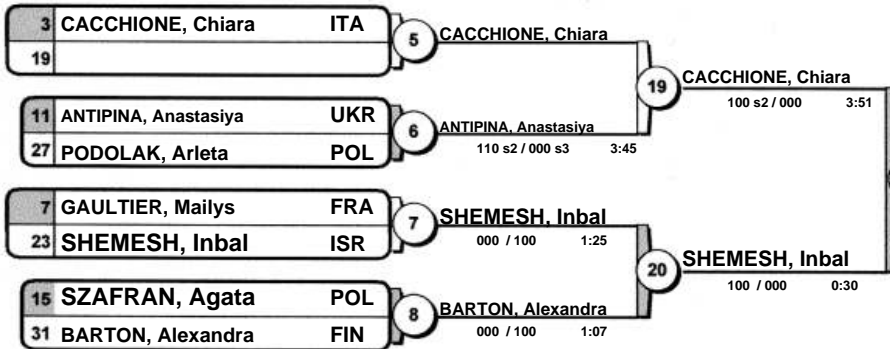 3 CACCHIONE, Chiara ITA
19
5
CACCHIONE, Chiara
11 ANTIPINA, Anastasiya UKR
27 PODOLAK, Arleta POL
6
ANTIPINA, Anastasiya
110 s2 / 000 s3 3:45
19
CACCHIONE, Chiara
100 s2 / 000 3:51
7 GAULTIER, Mailys FRA
23 SHEMESH, Inbal ISR
7
SHEMESH, Inbal
000 / 100 1:25
15 SZAFRAN, Agata POL
31 BARTON, Alexandra FIN
8
BARTON, Alexandra
000 / 100 1:07
20
SHEMESH, Inbal
100 / 000 0:30